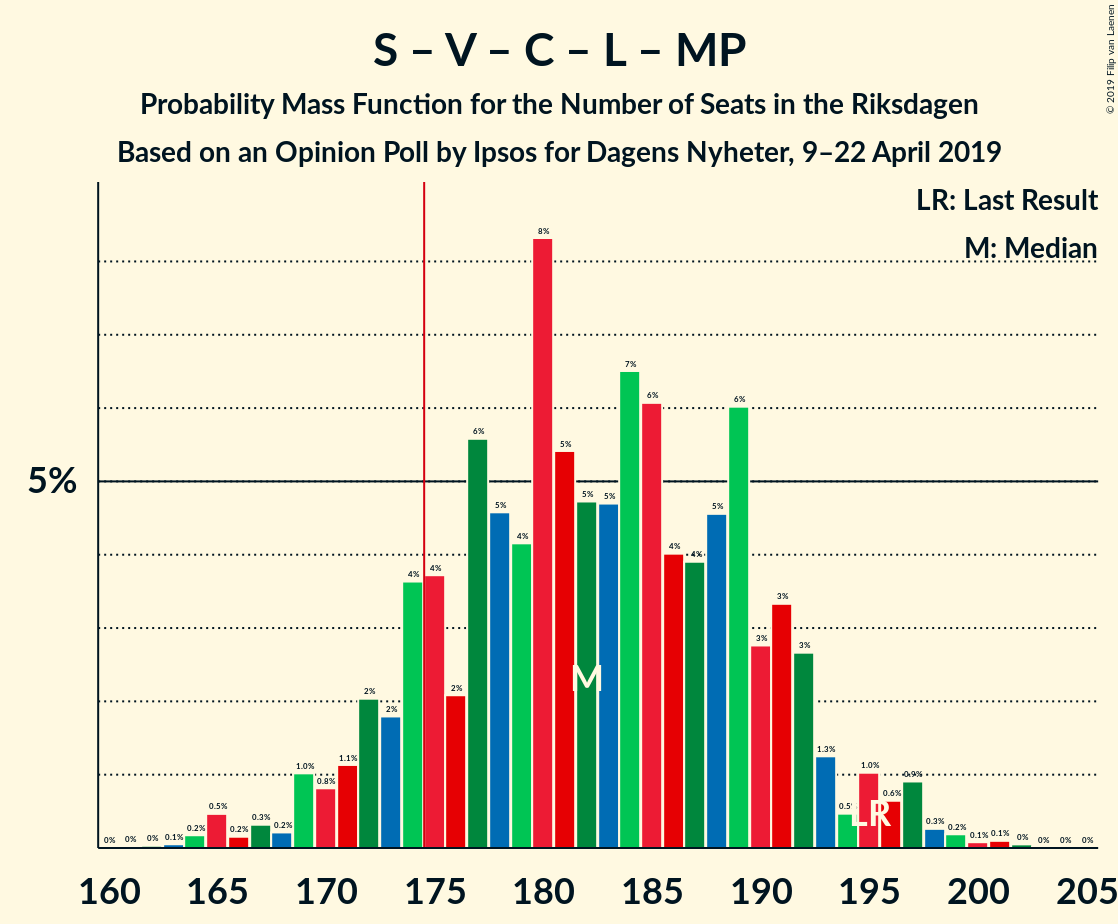 S – V – C – L – MP
Probability Mass Function for the Number of Seats in the Riksdagen
Based on an Opinion Poll by Ipsos for Dagens Nyheter, 9–22 April 2019
© 2019 Filip van Laenen
LR: Last Result
M: Median
5%
0% 0% 0% 0.1% 0.2% 0.5% 0.2% 0.3% 0.2% 1.0% 0.8% 1.1% 2% 2% 4% 4% 2% 6% 5% 4% 8% 5% 5% 5% 7% 6% 4% 4% 5% 6% 3% 3% 3% 1.3% 0.5% 1.0% 0.6% 0.9% 0.3% 0.2% 0.1% 0.1% 0% 0% 0% 0%
M
LR
160 165 170 175 180 185 190 195 200 205